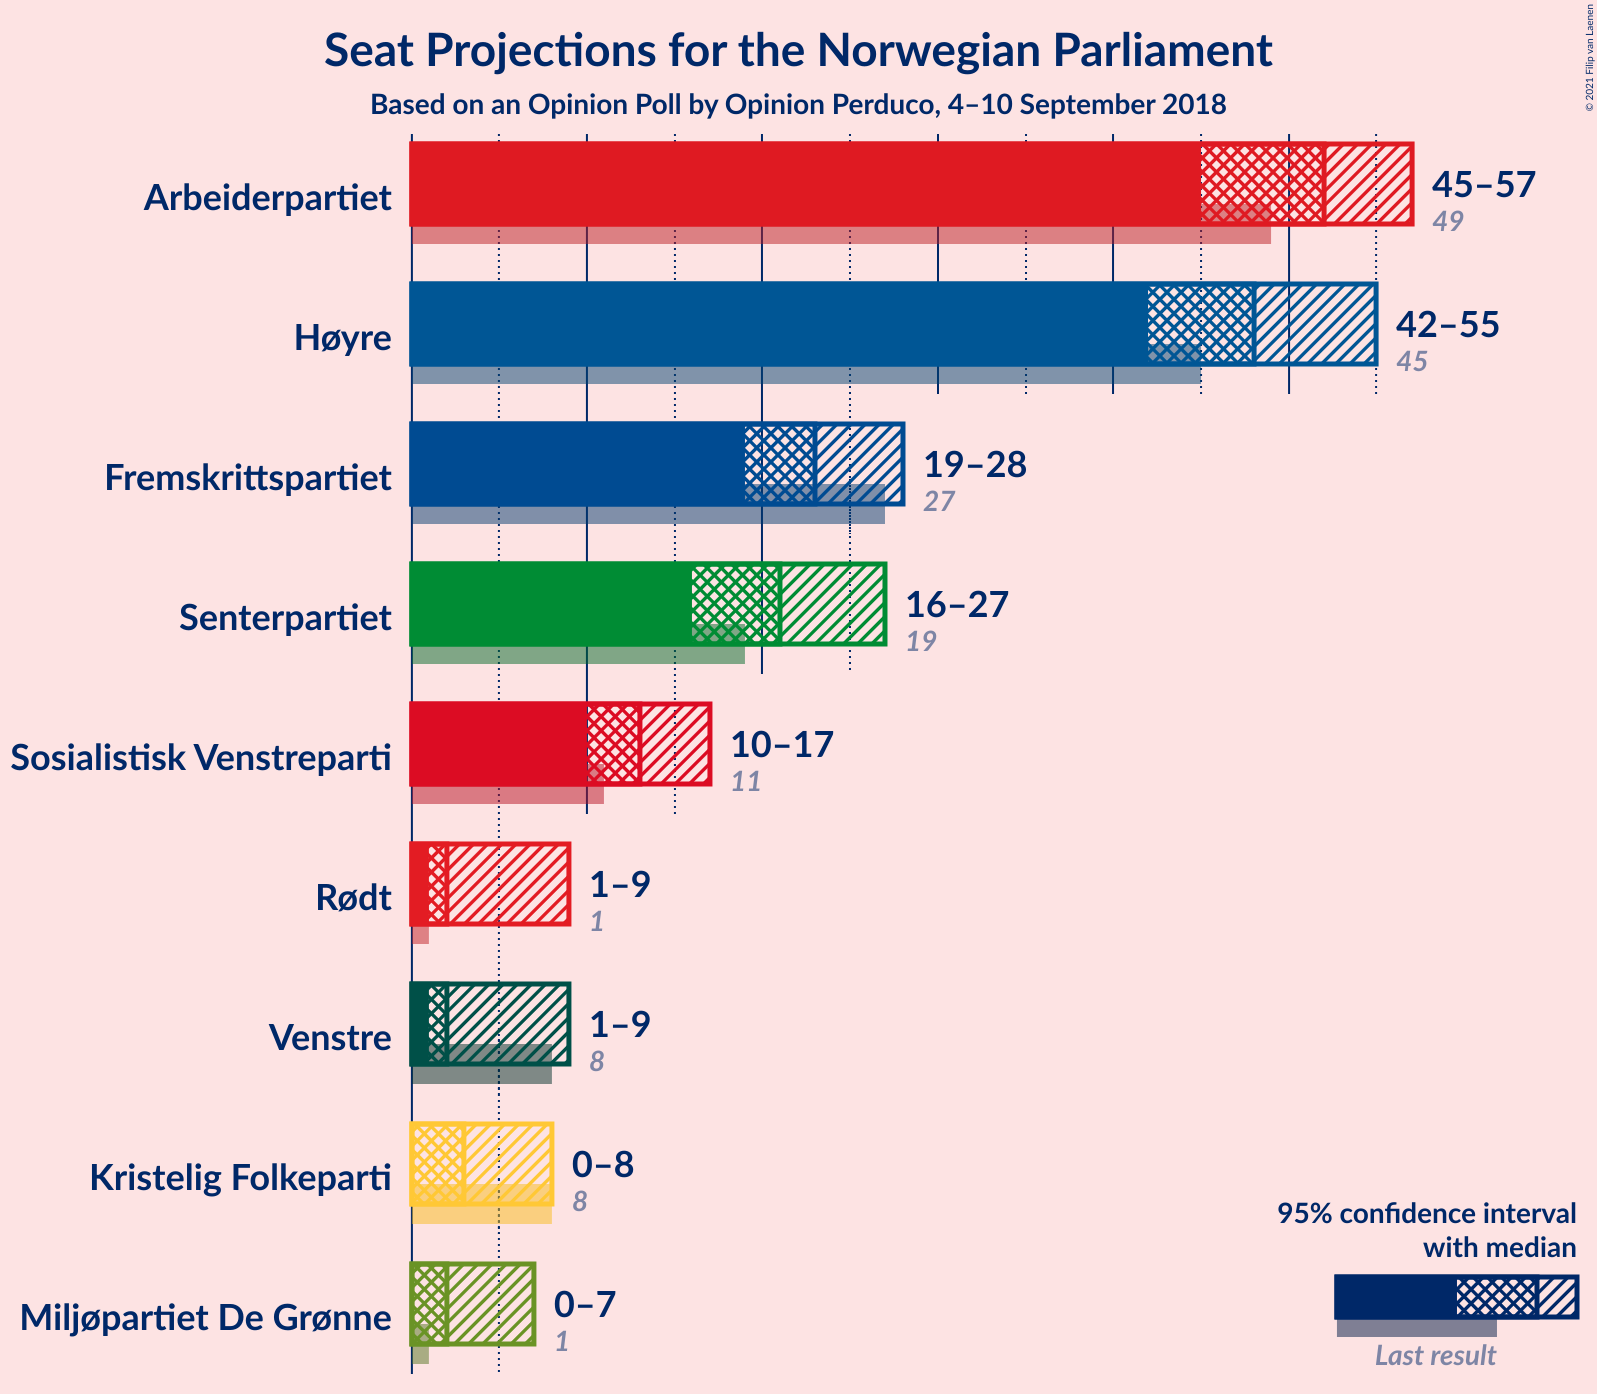 Seat Projections for the Norwegian Parliament
Based on an Opinion Poll by Opinion Perduco, 4–10 September 2018
© 2021 Filip van Laenen
Arbeiderpartiet
45–57
49
Høyre
42–55
45
Fremskrittspartiet
19–28
27
Senterpartiet
16–27
19
Sosialistisk Venstreparti
10–17
11
Rødt
1–9
1
Venstre
1–9
8
Kristelig Folkeparti
0–8
8
Miljøpartiet De Grønne
0–7
1
95% confidence interval
with median
Last result